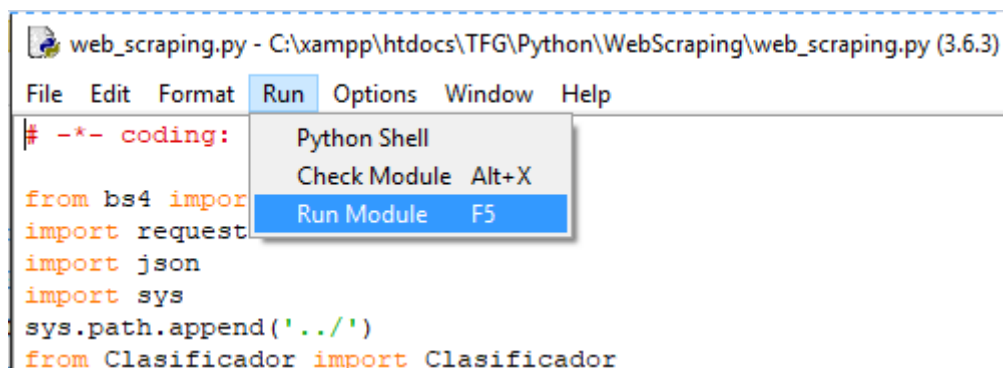 web_scraping.py - C:\xampp\htdocs\TFG\Python\WebScraping\web_scraping.py (3.6.3)
File Edit Format Run Options Window Help
# -*- coding:
Python Shell
Check Module Alt+X
from bs4 impor
Run Module F5
import request
import json
import sys
sys.path.append('../')
from Clasificador import Clasificador